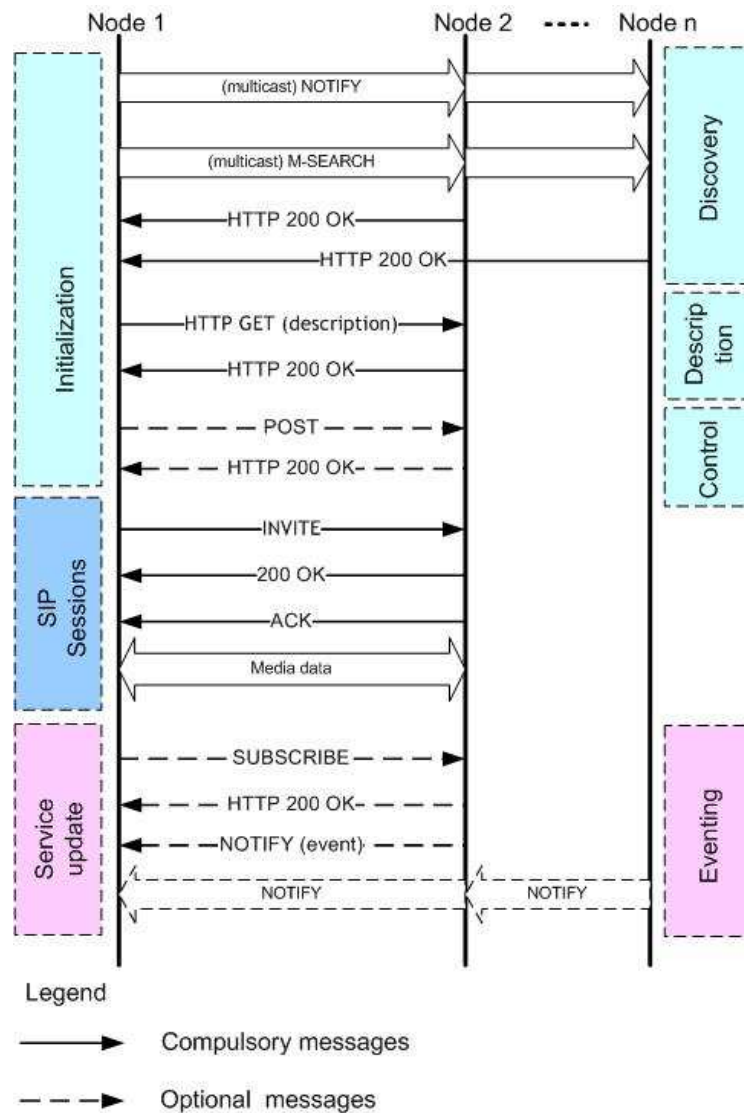 Node 1
Node 2
Node n
(multicast) NOTIFY
(multicast) M-SEARCH
HTTP 200 OK
HTTP 200 OK
HTTP GET (description)
HTTP 200 OK
POST
HTTP 200 OK
INVITE
200 OK
ACK
Media data
SUBSCRIBE
HTTP 200 OK
NOTIFY (event)
NOTIFY
NOTIFY
Initialization
SIP
Sessions
Service
update
Discovery
Descrip
tion
Control
Eventing
Legend
Compulsory messages
Optional messages